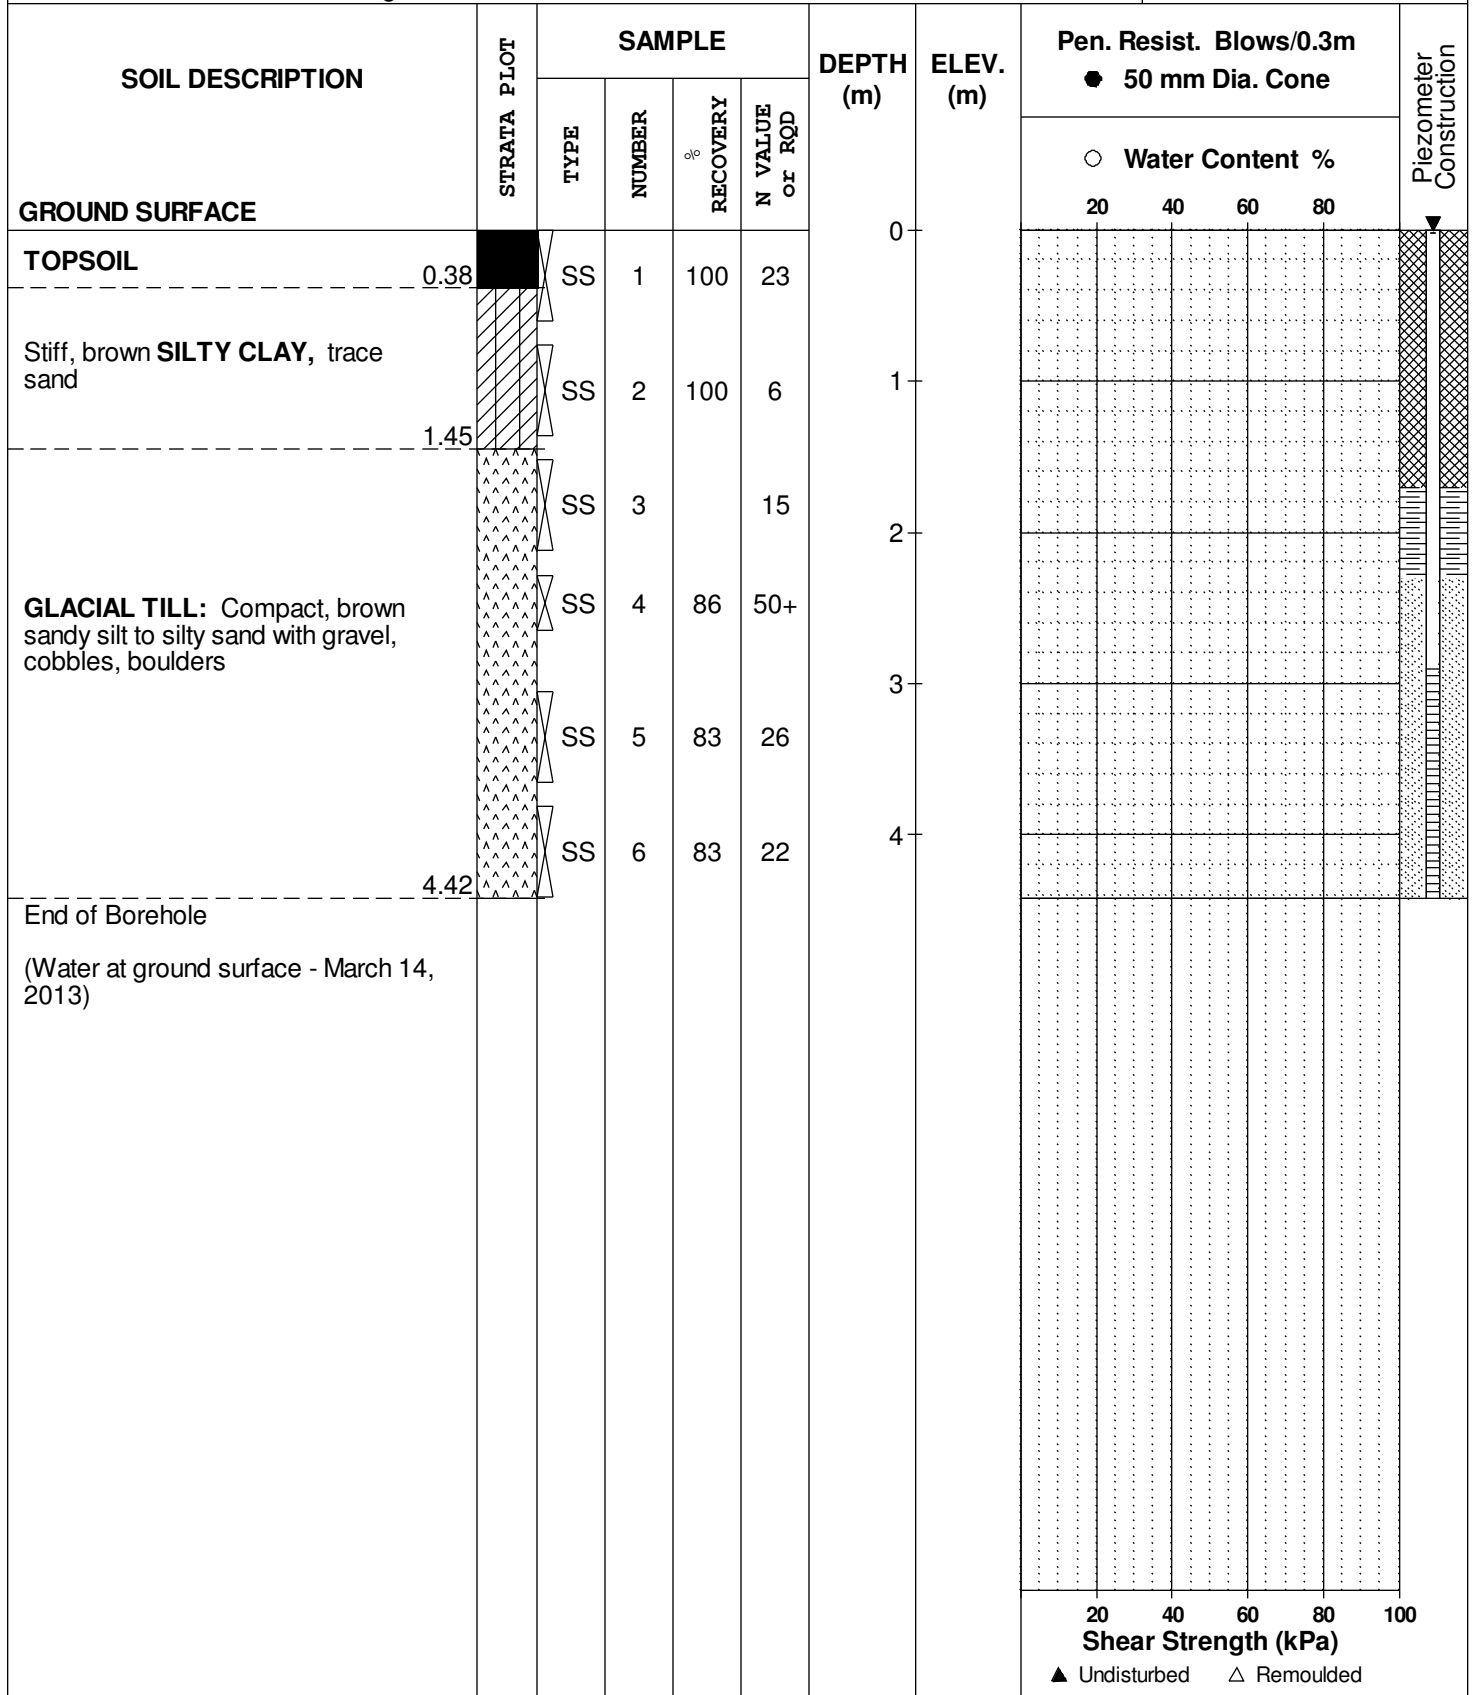 SOIL DESCRIPTION
GROUND SURFACE
STRATA PLOT
SAMPLE
TYPE
NUMBER
% RECOVERY
N VALUE
or RQD
DEPTH
(m)
ELEV.
(m)
Pen. Resist. Blows/0.3m
● 50 mm Dia. Cone
○ Water Content %
20 40 60 80
Piezometer
Construction
TOPSOIL
0.38
SS 1 100 23
0
Stiff, brown SILTY CLAY, trace
sand
1.45
SS 2 100 6
1
SS 3 15
2
GLACIAL TILL: Compact, brown
sandy silt to silty sand with gravel,
cobbles, boulders
SS 4 86 50+
3
SS 5 83 26
4
SS 6 83 22
4.42
End of Borehole
(Water at ground surface - March 14,
2013)
20 40 60 80 100
Shear Strength (kPa)
▲ Undisturbed △ Remoulded